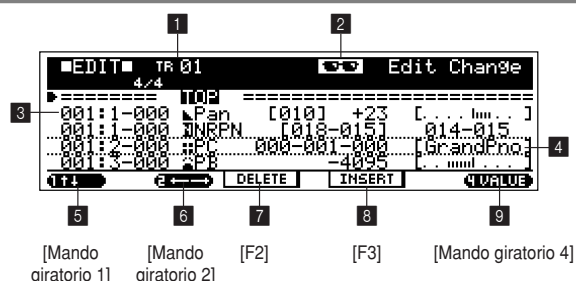 1 2
■EDIT■ TR 01 Edit Change
4/4
========= TOP =====================
3 001:1-000 Pan [010] +23 [....ı....]
001:1-000 NRPN [018-015] 014-015
001:2-000 PC 000-001-000 [GrandPno] 4
001:3-000 PB -4095
1↑↓ 2←→ DELETE INSERT 4 VALUE
5 6 7 8 9
[Mando giratorio 1] [Mando giratorio 2] [F2] [F3] [Mando giratorio 4]